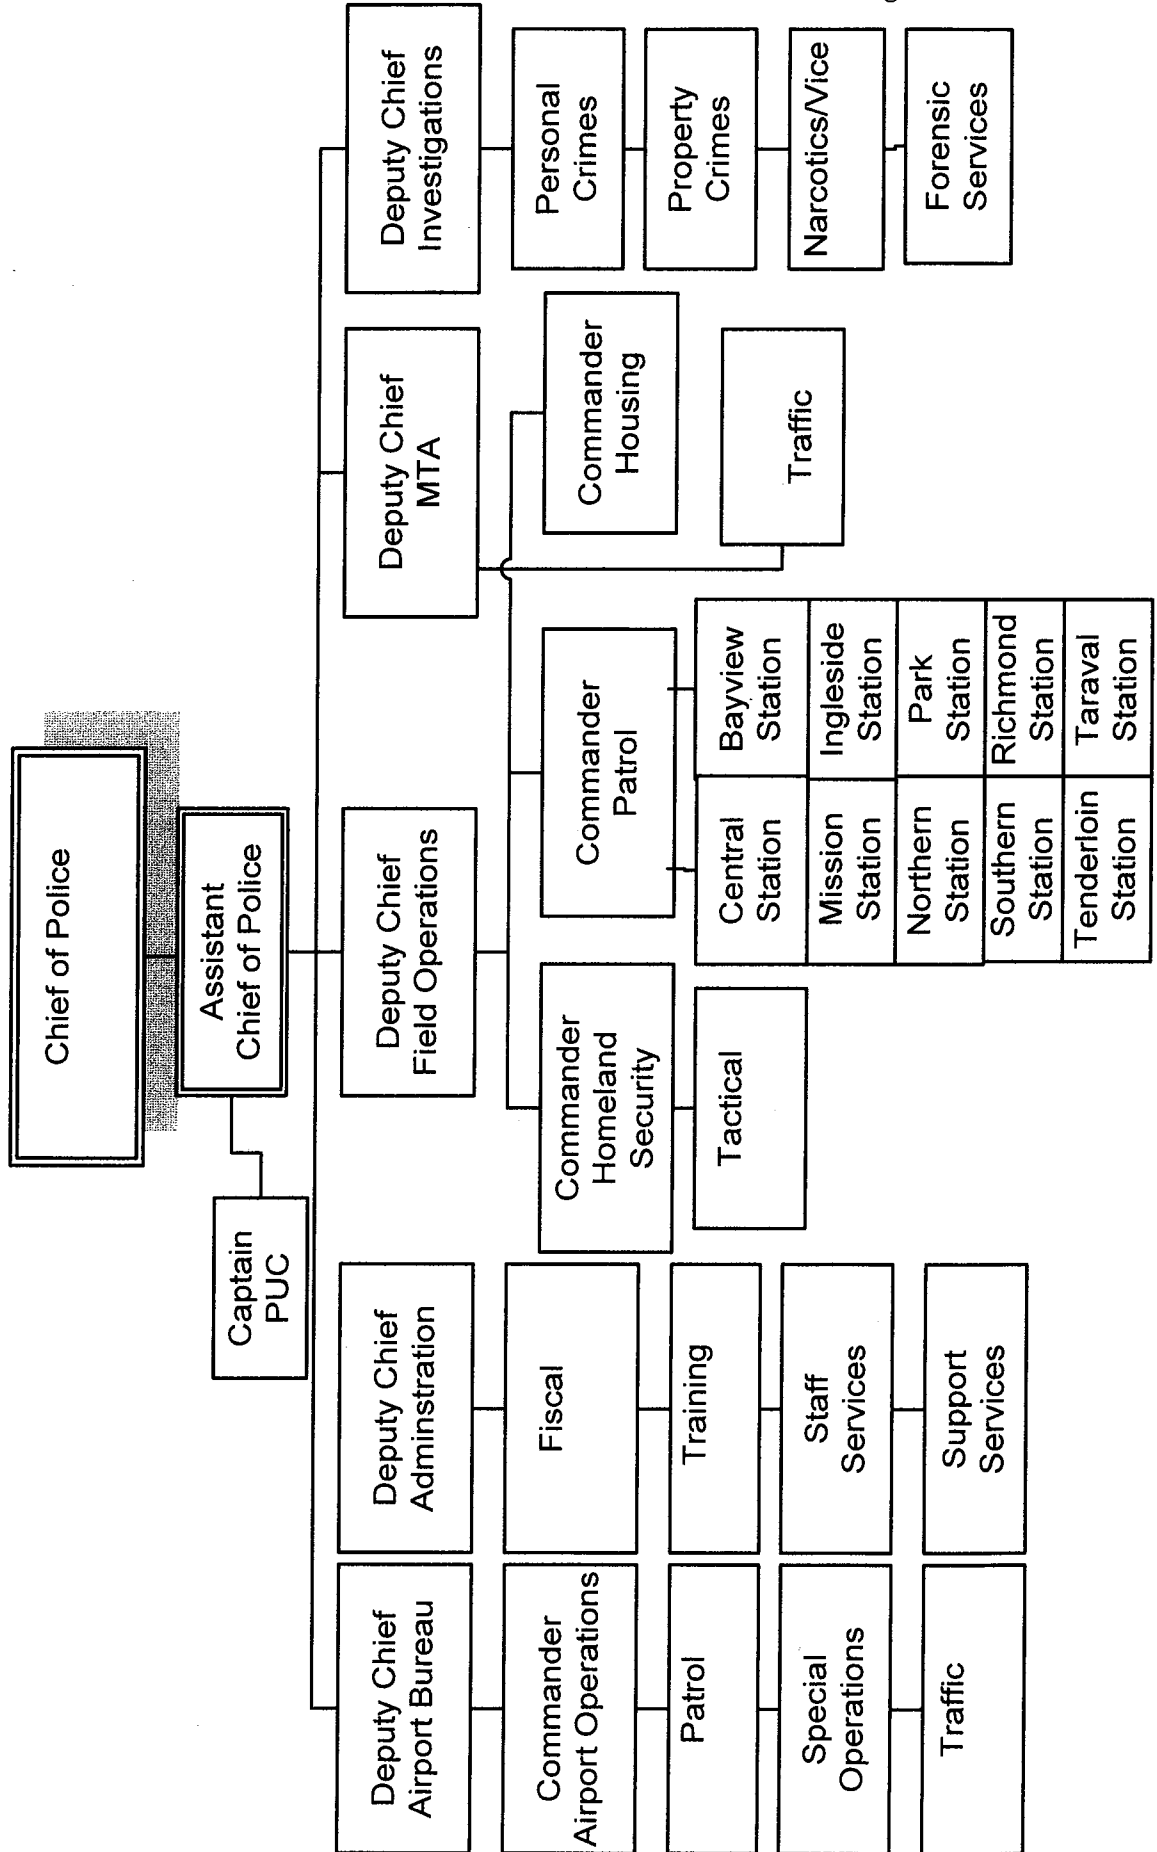 Chief of Police
Assistant
Chief of Police
Captain
PUC
Deputy Chief
Airport Bureau
Commander
Airport Operations
Patrol
Special
Operations
Traffic
Deputy Chief
Adminstration
Fiscal
Training
Staff
Services
Support
Services
Deputy Chief
Field Operations
Commander
Homeland
Security
Tactical
Commander
Patrol
Central
Station
Bayview
Station
Mission
Station
Ingleside
Station
Northern
Station
Park
Station
Southern
Station
Richmond
Station
Tenderloin
Station
Taraval
Station
Commander
Housing
Deputy Chief
MTA
Traffic
Deputy Chief
Investigations
Personal
Crimes
Property
Crimes
Narcotics/Vice
Forensic
Services